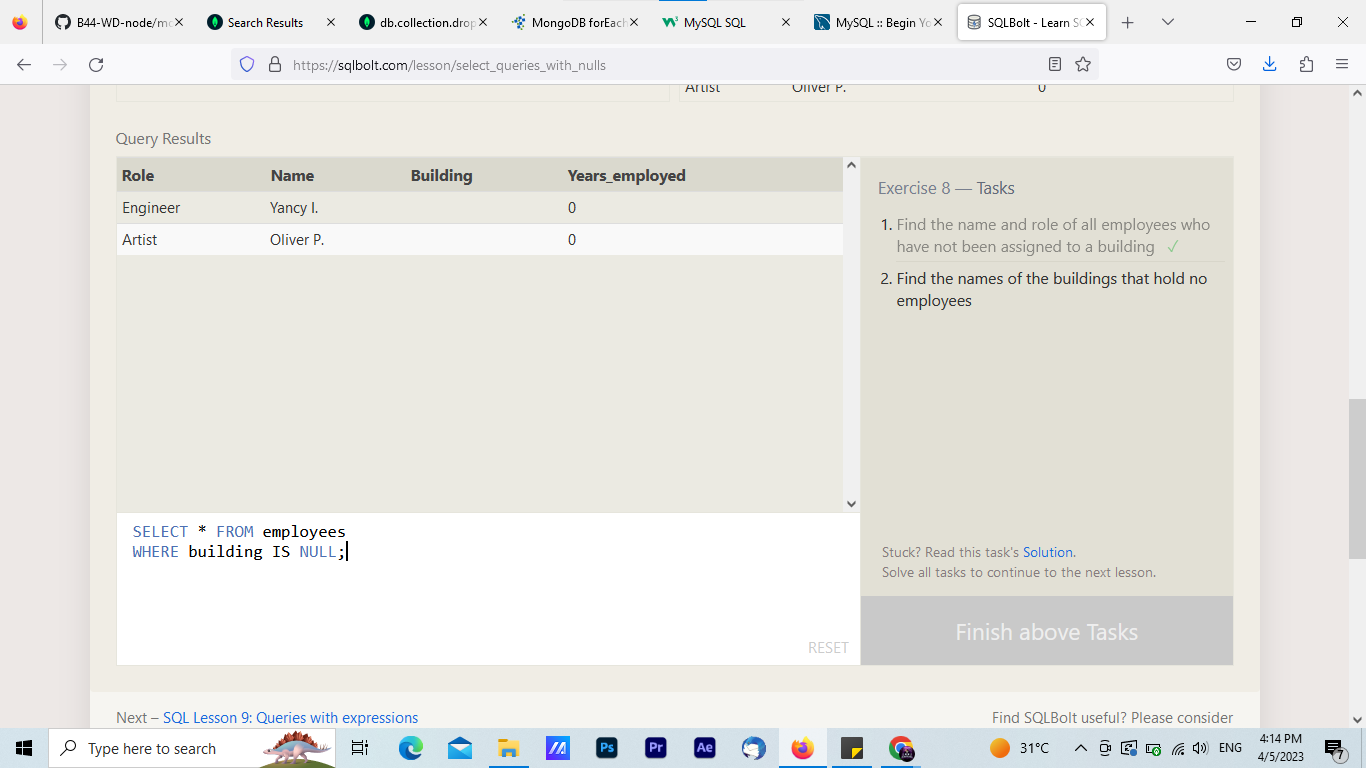 B44-WD-node/mc
Search Results
db.collection.drop
MongoDB forEach
MySQL SQL
MySQL :: Begin Yo
SQLBolt - Learn SQ
https://sqlbolt.com/lesson/select_queries_with_nulls
Artist Oliver P. 0
Query Results
Role Name Building Years_employed
Engineer Yancy I. 0
Artist Oliver P. 0
Exercise 8 — Tasks
1. Find the name and role of all employees who
have not been assigned to a building ✓
2. Find the names of the buildings that hold no
employees
SELECT * FROM employees
WHERE building IS NULL;
RESET
Stuck? Read this task's Solution.
Solve all tasks to continue to the next lesson.
Finish above Tasks
Next – SQL Lesson 9: Queries with expressions
Find SQLBolt useful? Please consider
Type here to search
Ps
Pr
Ae
31°C
ENG
4:14 PM
4/5/2023
7